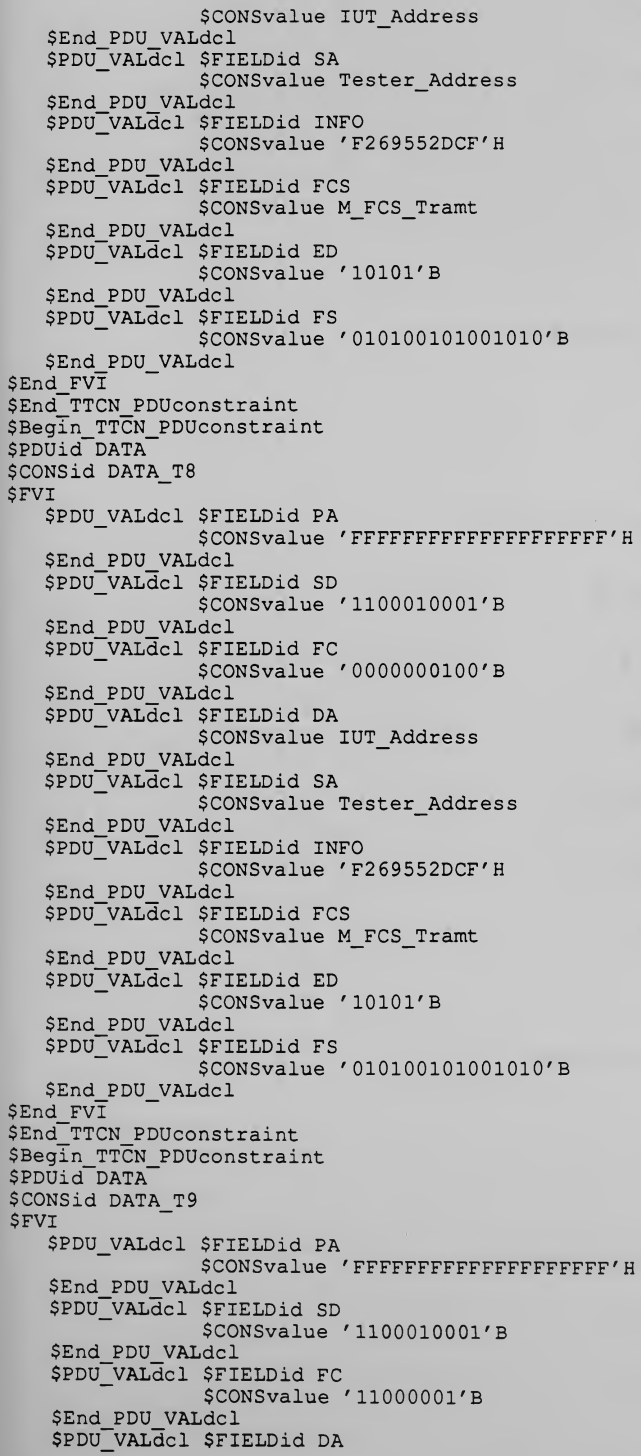 $CONSvalue IUT_Address
$End_PDU_VALdcl
$PDU_VALdcl $FIELDid SA
$CONSvalue Tester_Address
$End_PDU_VALdcl
$PDU_VALdcl $FIELDid INFO
$CONSvalue 'F269552DCF'H
$End_PDU_VALdcl
$PDU_VALdcl $FIELDid FCS
$CONSvalue M_FCS_Tramt
$End_PDU_VALdcl
$PDU_VALdcl $FIELDid ED
$CONSvalue '10101'B
$End_PDU_VALdcl
$PDU_VALdcl $FIELDid FS
$CONSvalue '010100101001010'B
$End_PDU_VALdcl
$End_FVI
$End_TTCN_PDUconstraint
$Begin_TTCN_PDUconstraint
$PDUid DATA
$CONSid DATA_T8
$FVI
$PDU_VALdcl $FIELDid PA
$CONSvalue 'FFFFFFFFFFFFFFFFFFFF'H
$End_PDU_VALdcl
$PDU_VALdcl $FIELDid SD
$CONSvalue '1100010001'B
$End_PDU_VALdcl
$PDU_VALdcl $FIELDid FC
$CONSvalue '0000000100'B
$End_PDU_VALdcl
$PDU_VALdcl $FIELDid DA
$CONSvalue IUT_Address
$End_PDU_VALdcl
$PDU_VALdcl $FIELDid SA
$CONSvalue Tester_Address
$End_PDU_VALdcl
$PDU_VALdcl $FIELDid INFO
$CONSvalue 'F269552DCF'H
$End_PDU_VALdcl
$PDU_VALdcl $FIELDid FCS
$CONSvalue M_FCS_Tramt
$End_PDU_VALdcl
$PDU_VALdcl $FIELDid ED
$CONSvalue '10101'B
$End_PDU_VALdcl
$PDU_VALdcl $FIELDid FS
$CONSvalue '010100101001010'B
$End_PDU_VALdcl
$End_FVI
$End_TTCN_PDUconstraint
$Begin_TTCN_PDUconstraint
$PDUid DATA
$CONSid DATA_T9
$FVI
$PDU_VALdcl $FIELDid PA
$CONSvalue 'FFFFFFFFFFFFFFFFFFFF'H
$End_PDU_VALdcl
$PDU_VALdcl $FIELDid SD
$CONSvalue '1100010001'B
$End_PDU_VALdcl
$PDU_VALdcl $FIELDid FC
$CONSvalue '11000001'B
$End_PDU_VALdcl
$PDU_VALdcl $FIELDid DA